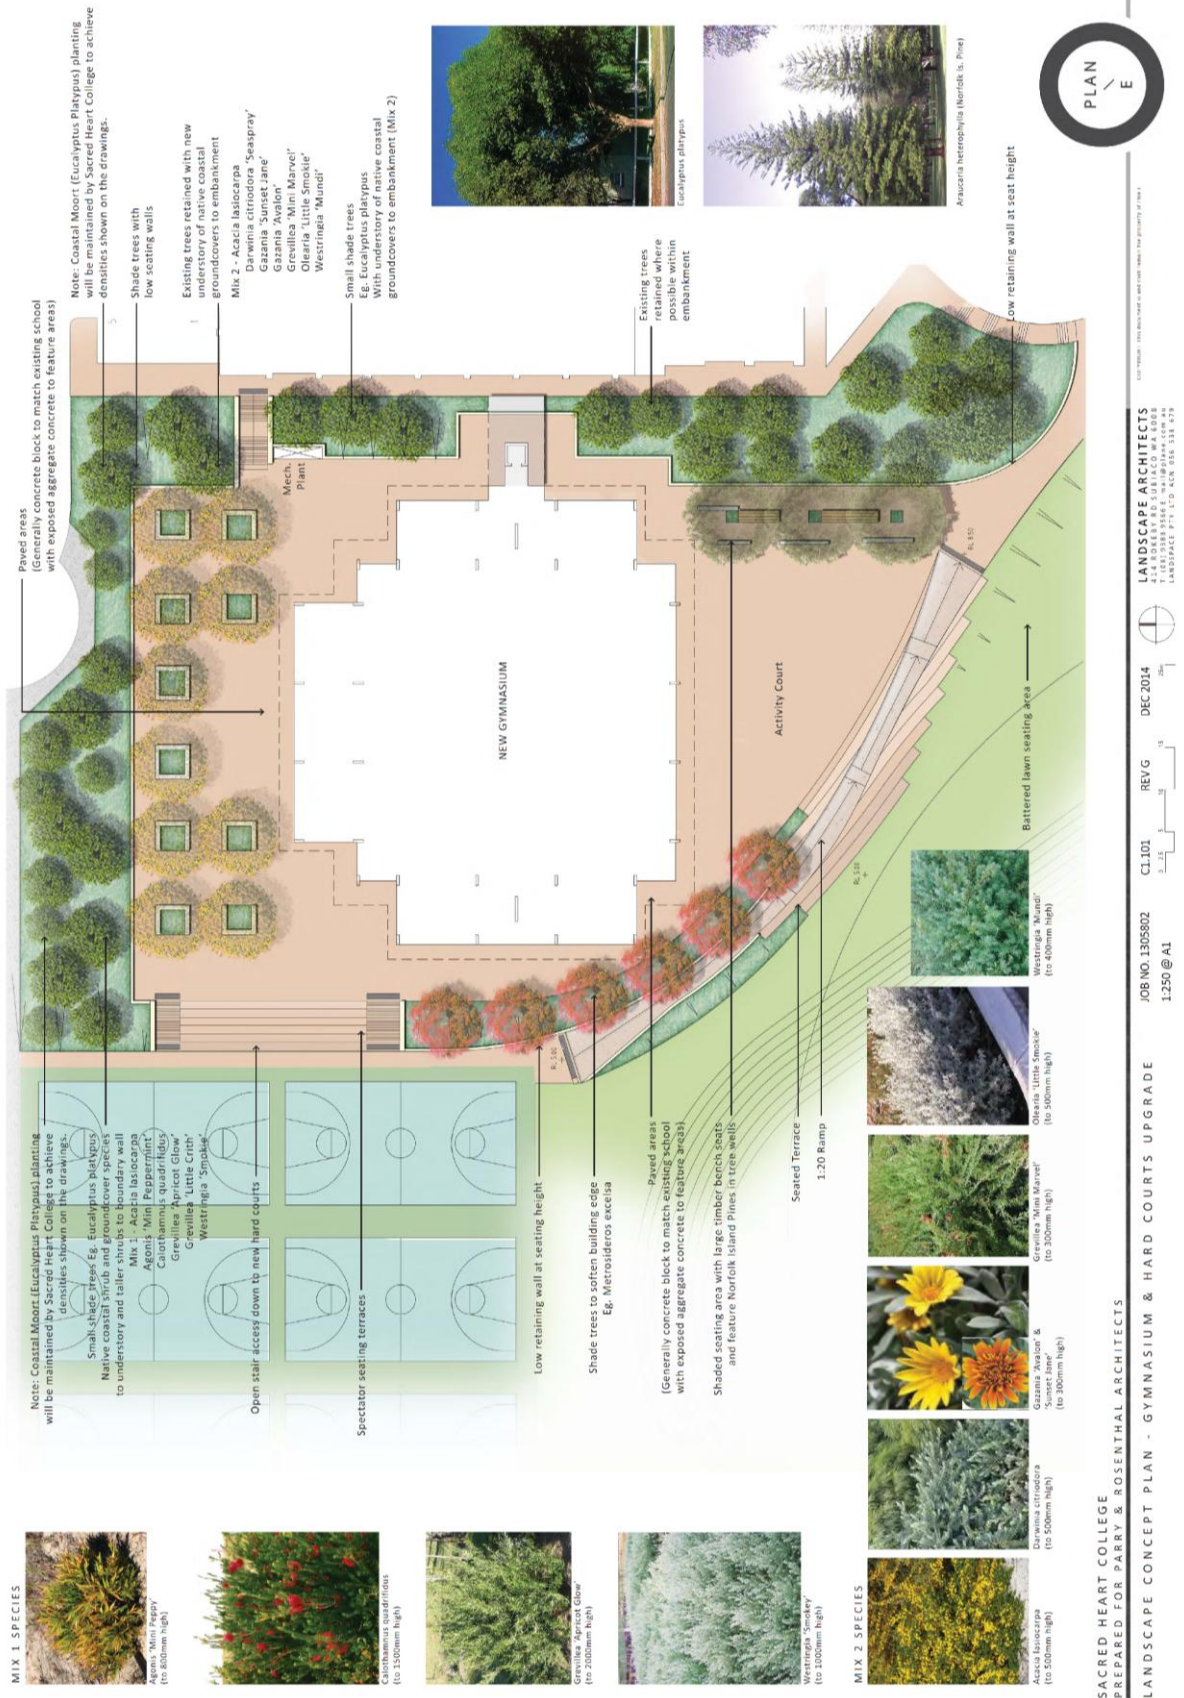 Note: Coastal Moort (Eucalyptus Platypus) planting
will be maintained by Sacred Heart College to achieve
densities shown on the drawings.
Small shade trees Eg. Eucalyptus platypus
Native coastal shrub and groundcover species
to understory and taller shrubs to boundary wall
Mix 1 - Acacia lasiocarpa
Agonis 'Mini Peppermint'
Calothamnus quadrifidus
Grevillea 'Apricot Glow'
Grevillea 'Little Crith'
Westringia 'Smokie'
Open stair access down to new hard courts
Spectator seating terraces
Low retaining wall at seating height
Shade trees to soften building edge
Eg. Metrosideros excelsa
Paved areas
(Generally concrete block to match existing school
with exposed aggregate concrete to feature areas)
Shaded seating area with large timber bench seats
and feature Norfolk Island Pines in tree wells
Seated Terrace
1:20 Ramp
Paved areas
(Generally concrete block to match existing school
with exposed aggregate concrete to feature areas)
Note: Coastal Moort (Eucalyptus Platypus) planting
will be maintained by Sacred Heart College to achieve
densities shown on the drawings.
Shade trees with
low seating walls
Existing trees retained with new
understory of native coastal
groundcovers to embankment
Mix 2 - Acacia lasiocarpa
Darwinia citriodora 'Seaspray'
Gazania 'Sunset Jane'
Gazania 'Avalon'
Grevillea 'Mini Marvel'
Olearia 'Little Smokie'
Westringia 'Mundi'
Small shade trees
Eg. Eucalyptus platypus
With understory of native coastal
groundcovers to embankment (Mix 2)
Existing trees
retained where
possible within
embankment
Low retaining wall at seat height
Battered lawn seating area
Mech.
Plant
NEW GYMNASIUM
Activity Court
Eucalyptus platypus
Araucaria heterophylla (Norfolk Is. Pine)
MIX 1 SPECIES
Agonis 'Mini Peppy'
(to 800mm high)
Calothamnus quadrifidus
(to 1500mm high)
Grevillea 'Apricot Glow'
(to 2000mm high)
Westringia 'Smokey'
(to 1000mm high)
MIX 2 SPECIES
Acacia lasiocarpa
(to 500mm high)
Darwinia citriodora
(to 500mm high)
Gazania 'Avalon' &
'Sunset Jane'
(to 300mm high)
Grevillea 'Mini Marvel'
(to 300mm high)
Olearia 'Little Smokie'
(to 500mm high)
Westringia 'Mundi'
(to 400mm high)
SACRED HEART COLLEGE
PREPARED FOR PARRY & ROSENTHAL ARCHITECTS
LANDSCAPE CONCEPT PLAN - GYMNASIUM & HARD COURTS UPGRADE
JOB NO. 1305802
C1.101
REV G
DEC 2014
1:250 @ A1
LANDSCAPE ARCHITECTS
414 ROKEBY RD SUBIACO WA 6008
PLAN
E